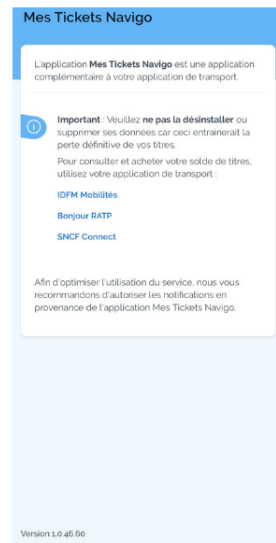 Mes Tickets Navigo
L'application Mes Tickets Navigo est une application
complémentaire à votre application de transport.
Important : Veuillez ne pas la désinstaller ou
supprimer ses données car ceci entrainerait la
perte définitive de vos titres.
Pour consulter et acheter votre solde de titres,
utilisez votre application de transport :
IDFM Mobilités
Bonjour RATP
SNCF Connect
Afin d'optimiser l'utilisation du service, nous vous
recommandons d'autoriser les notifications en
provenance de l'application Mes Tickets Navigo.
Version 1.0.46.60